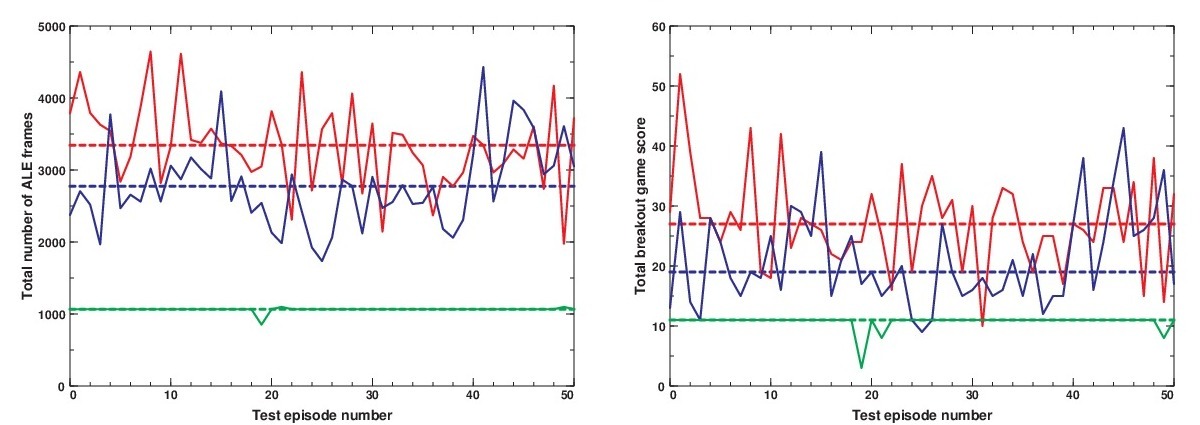 5000
4000
3000
2000
1000
0
Total number of ALE frames
0 10 20 30 40 50
Test episode number
60
50
40
30
20
10
0
Total breakout game score
0 10 20 30 40 50
Test episode number